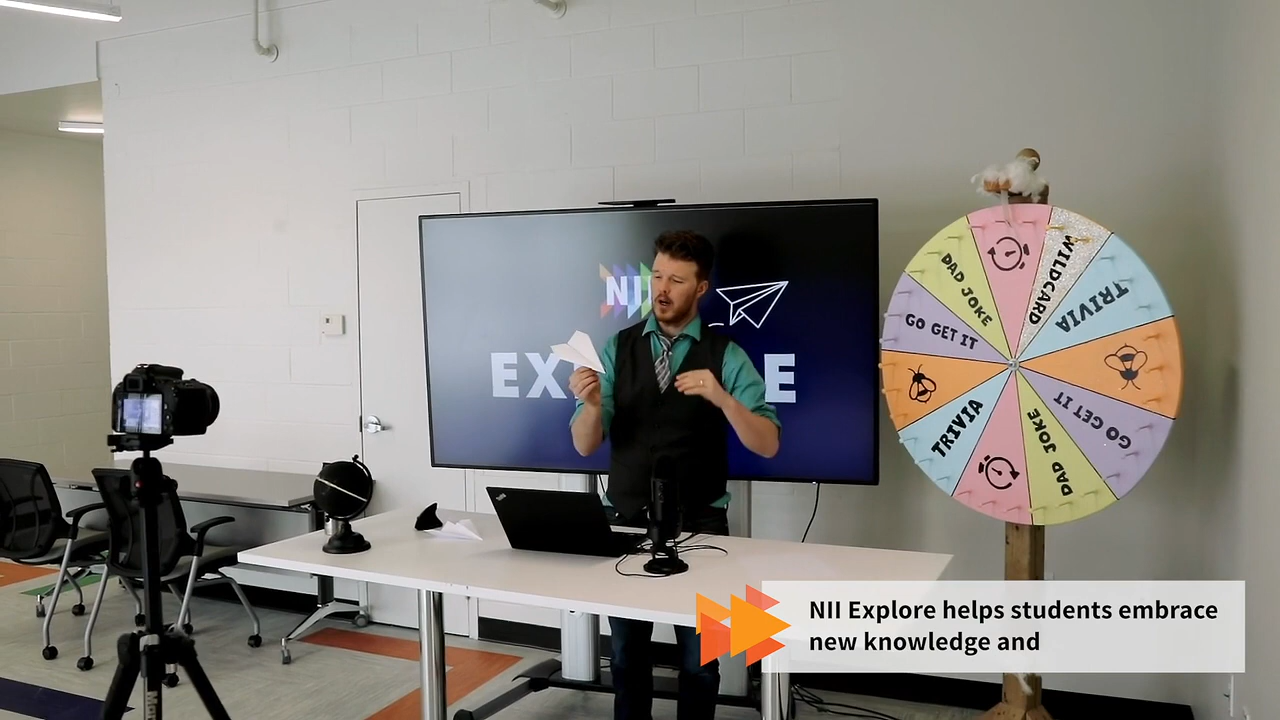 NII
EX E
WILDCARD
TRIVIA
GO GET IT
DAD JOKE
TRIVIA
GO GET IT
DAD JOKE
NII Explore helps students embrace
new knowledge and